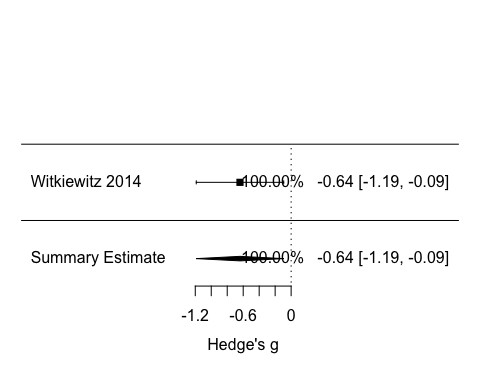 Witkiewitz 2014 100.00% -0.64 [-1.19, -0.09]
Summary Estimate 100.00% -0.64 [-1.19, -0.09]
-1.2 -0.6 0
Hedge's g